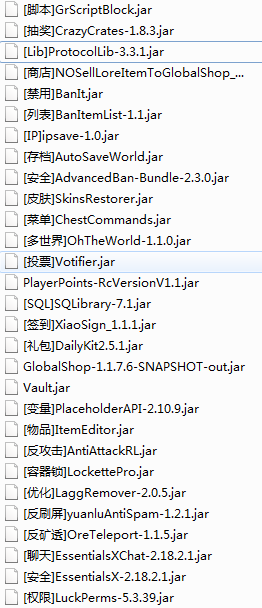 [脚本]GrScriptBlock.jar
[抽奖]CrazyCrates-1.8.3.jar
[Lib]ProtocolLib-3.3.1.jar
[商店]NOSellLoreItemToGlobalShop_...
[禁用]BanIt.jar
[列表]BanItemList-1.1.jar
[IP]ipsave-1.0.jar
[存档]AutoSaveWorld.jar
[安全]AdvancedBan-Bundle-2.3.0.jar
[皮肤]SkinsRestorer.jar
[菜单]ChestCommands.jar
[多世界]OhTheWorld-1.1.0.jar
[投票]Votifier.jar
PlayerPoints-RcVersionV1.1.jar
[SQL]SQLibrary-7.1.jar
[签到]XiaoSign_1.1.1.jar
[礼包]DailyKit2.5.1.jar
GlobalShop-1.1.7.6-SNAPSHOT-out.jar
Vault.jar
[变量]PlaceholderAPI-2.10.9.jar
[物品]ItemEditor.jar
[反攻击]AntiAttackRL.jar
[容器锁]LockettePro.jar
[优化]LaggRemover-2.0.5.jar
[反刷屏]yuanluAntiSpam-1.2.1.jar
[反矿透]OreTeleport-1.1.5.jar
[聊天]EssentialsXChat-2.18.2.1.jar
[安全]EssentialsX-2.18.2.1.jar
[权限]LuckPerms-5.3.39.jar